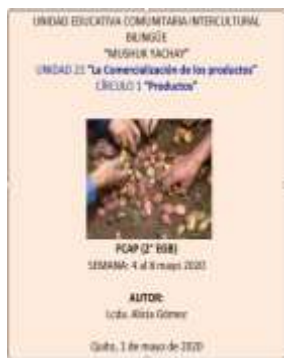 UNIDAD EDUCATIVA COMUNITARIA INTERCULTURAL
BILINGÜE
"MUSHUK YACHAY"
UNIDAD 21 "La Comercialización de los productos"
CÍRCULO 1 "Productos"
FCAP (2° EGB)
SEMANA: 4 al 8 mayo 2020
AUTOR:
Lcda. Alicia Gómez
Quito, 1 de mayo de 2020